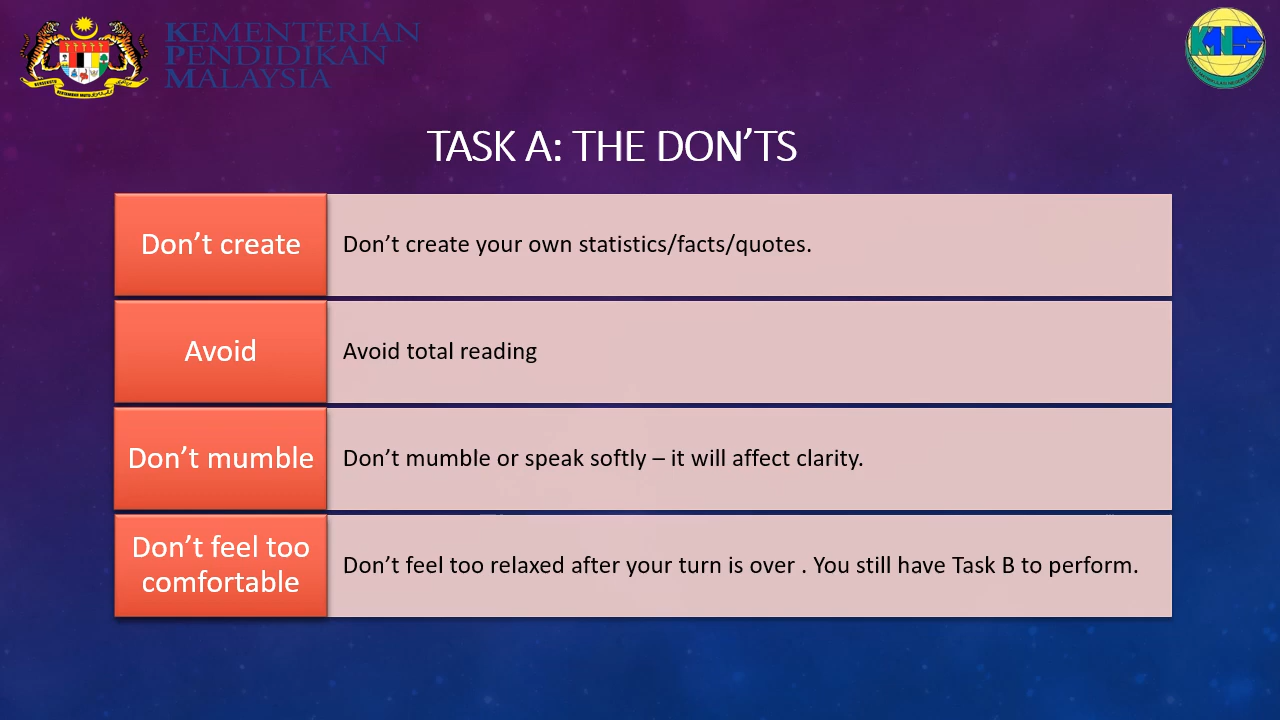 KEMENTERIAN
PENDIDIKAN
MALAYSIA
TASK A: THE DON’TS
Don’t create
Don’t create your own statistics/facts/quotes.
Avoid
Avoid total reading
Don’t mumble
Don’t mumble or speak softly – it will affect clarity.
Don’t feel too
comfortable
Don’t feel too relaxed after your turn is over . You still have Task B to perform.